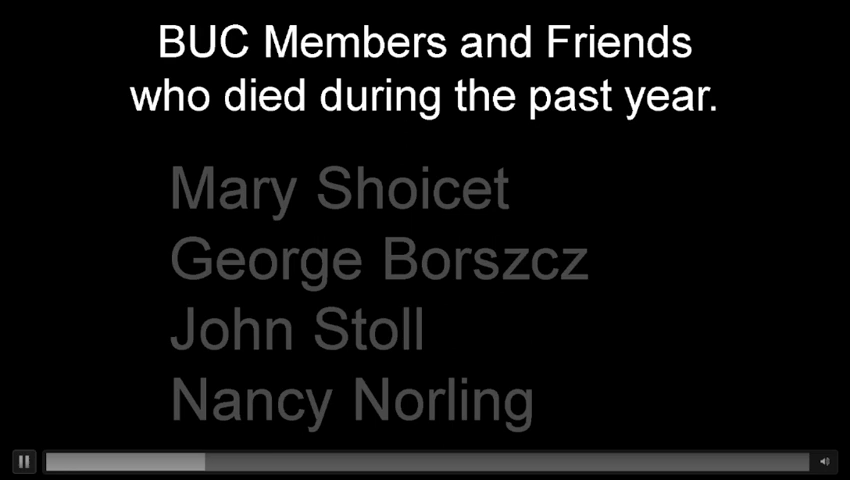 BUC Members and Friends
who died during the past year.
Mary Shoicet
George Borszcz
John Stoll
Nancy Norling